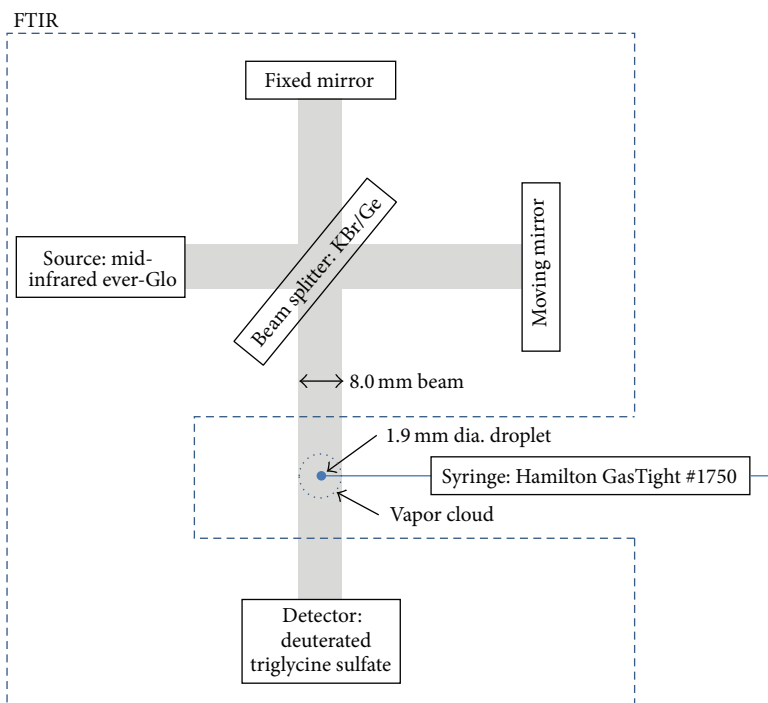 FTIR
Fixed mirror
Source: mid-
infrared ever-Glo
Beam splitter: KBr/Ge
Moving mirror
8.0 mm beam
1.9 mm dia. droplet
Syringe: Hamilton GasTight #1750
Vapor cloud
Detector:
deuterated
triglycine sulfate